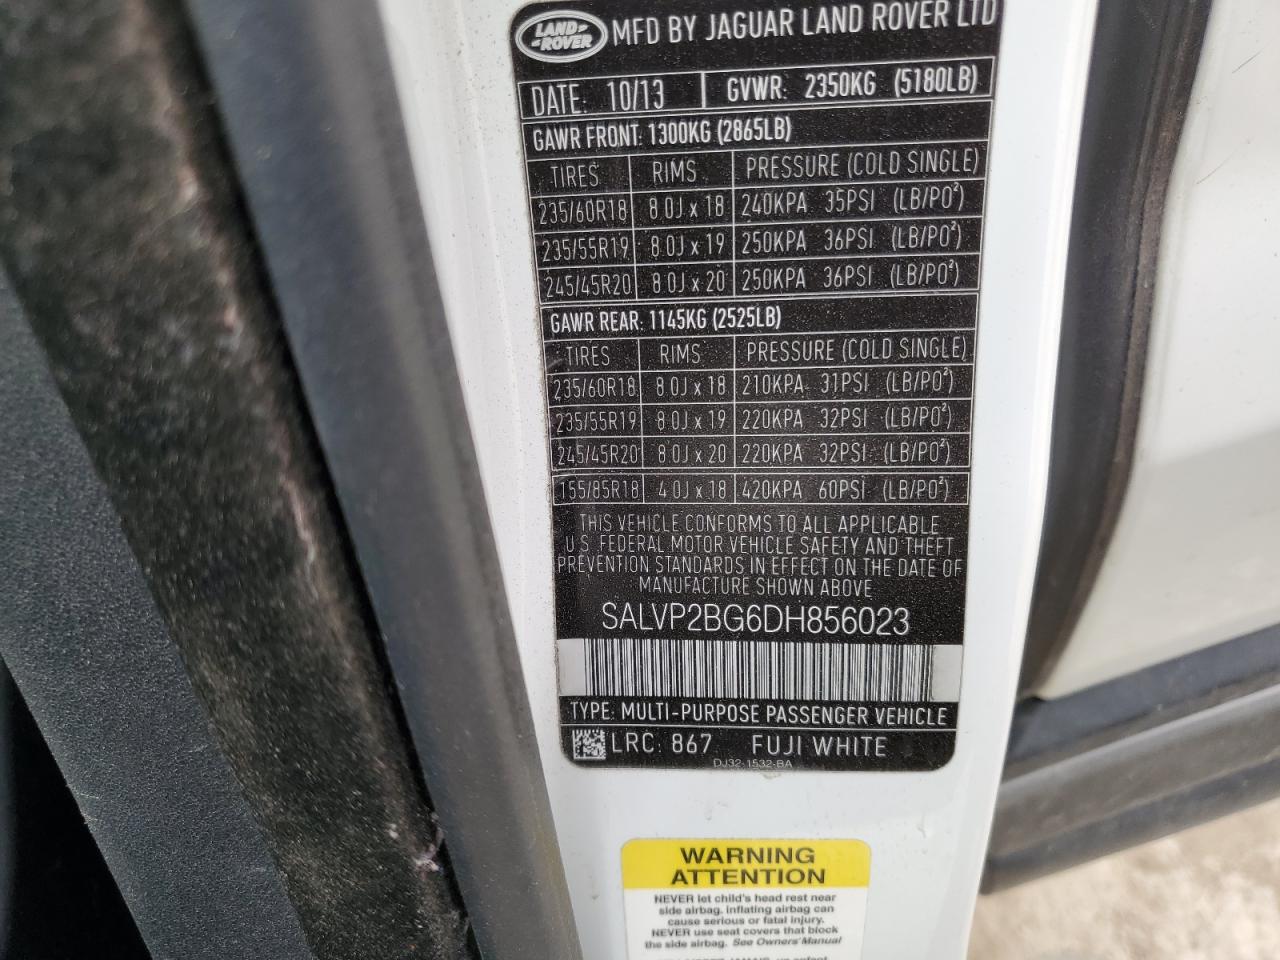 LAND ROVER MFD BY JAGUAR LAND ROVER LTD
DATE: 10/13 GVWR: 2350KG (5180LB)
GAWR FRONT: 1300KG (2865LB)
TIRES RIMS PRESSURE (COLD SINGLE)
235/60R18 8.0J x 18 240KPA 35PSI (LB/PO²)
235/55R19 8.0J x 19 250KPA 36PSI (LB/PO²)
245/45R20 8.0J x 20 250KPA 36PSI (LB/PO²)
GAWR REAR: 1145KG (2525LB)
TIRES RIMS PRESSURE (COLD SINGLE)
235/60R18 8.0J x 18 210KPA 31PSI (LB/PO²)
235/55R19 8.0J x 19 220KPA 32PSI (LB/PO²)
245/45R20 8.0J x 20 220KPA 32PSI (LB/PO²)
155/85R18 4.0J x 18 420KPA 60PSI (LB/PO²)
THIS VEHICLE CONFORMS TO ALL APPLICABLE
U.S. FEDERAL MOTOR VEHICLE SAFETY AND THEFT
PREVENTION STANDARDS IN EFFECT ON THE DATE OF
MANUFACTURE SHOWN ABOVE
SALVP2BG6DH856023
TYPE: MULTI-PURPOSE PASSENGER VEHICLE
LRC: 867 FUJI WHITE
DJ32-1532-BA
WARNING
ATTENTION
NEVER let child's head rest near
side airbag, inflating airbag can
cause serious or fatal injury.
NEVER use seat covers that block
the side airbag. See Owners' Manual